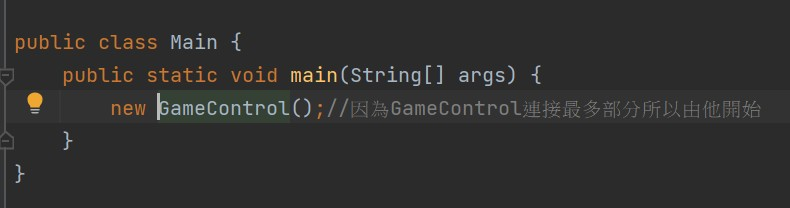 public class Main {
public static void main(String[] args) {
new GameControl();//因為GameControl連接最多部分所以由他開始
}
}